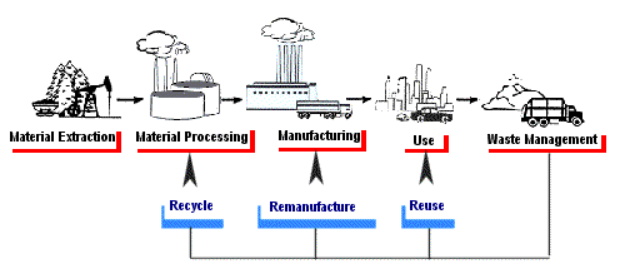 Material Extraction
Material Processing
Manufacturing
Use
Waste Management
Recycle
Remanufacture
Reuse